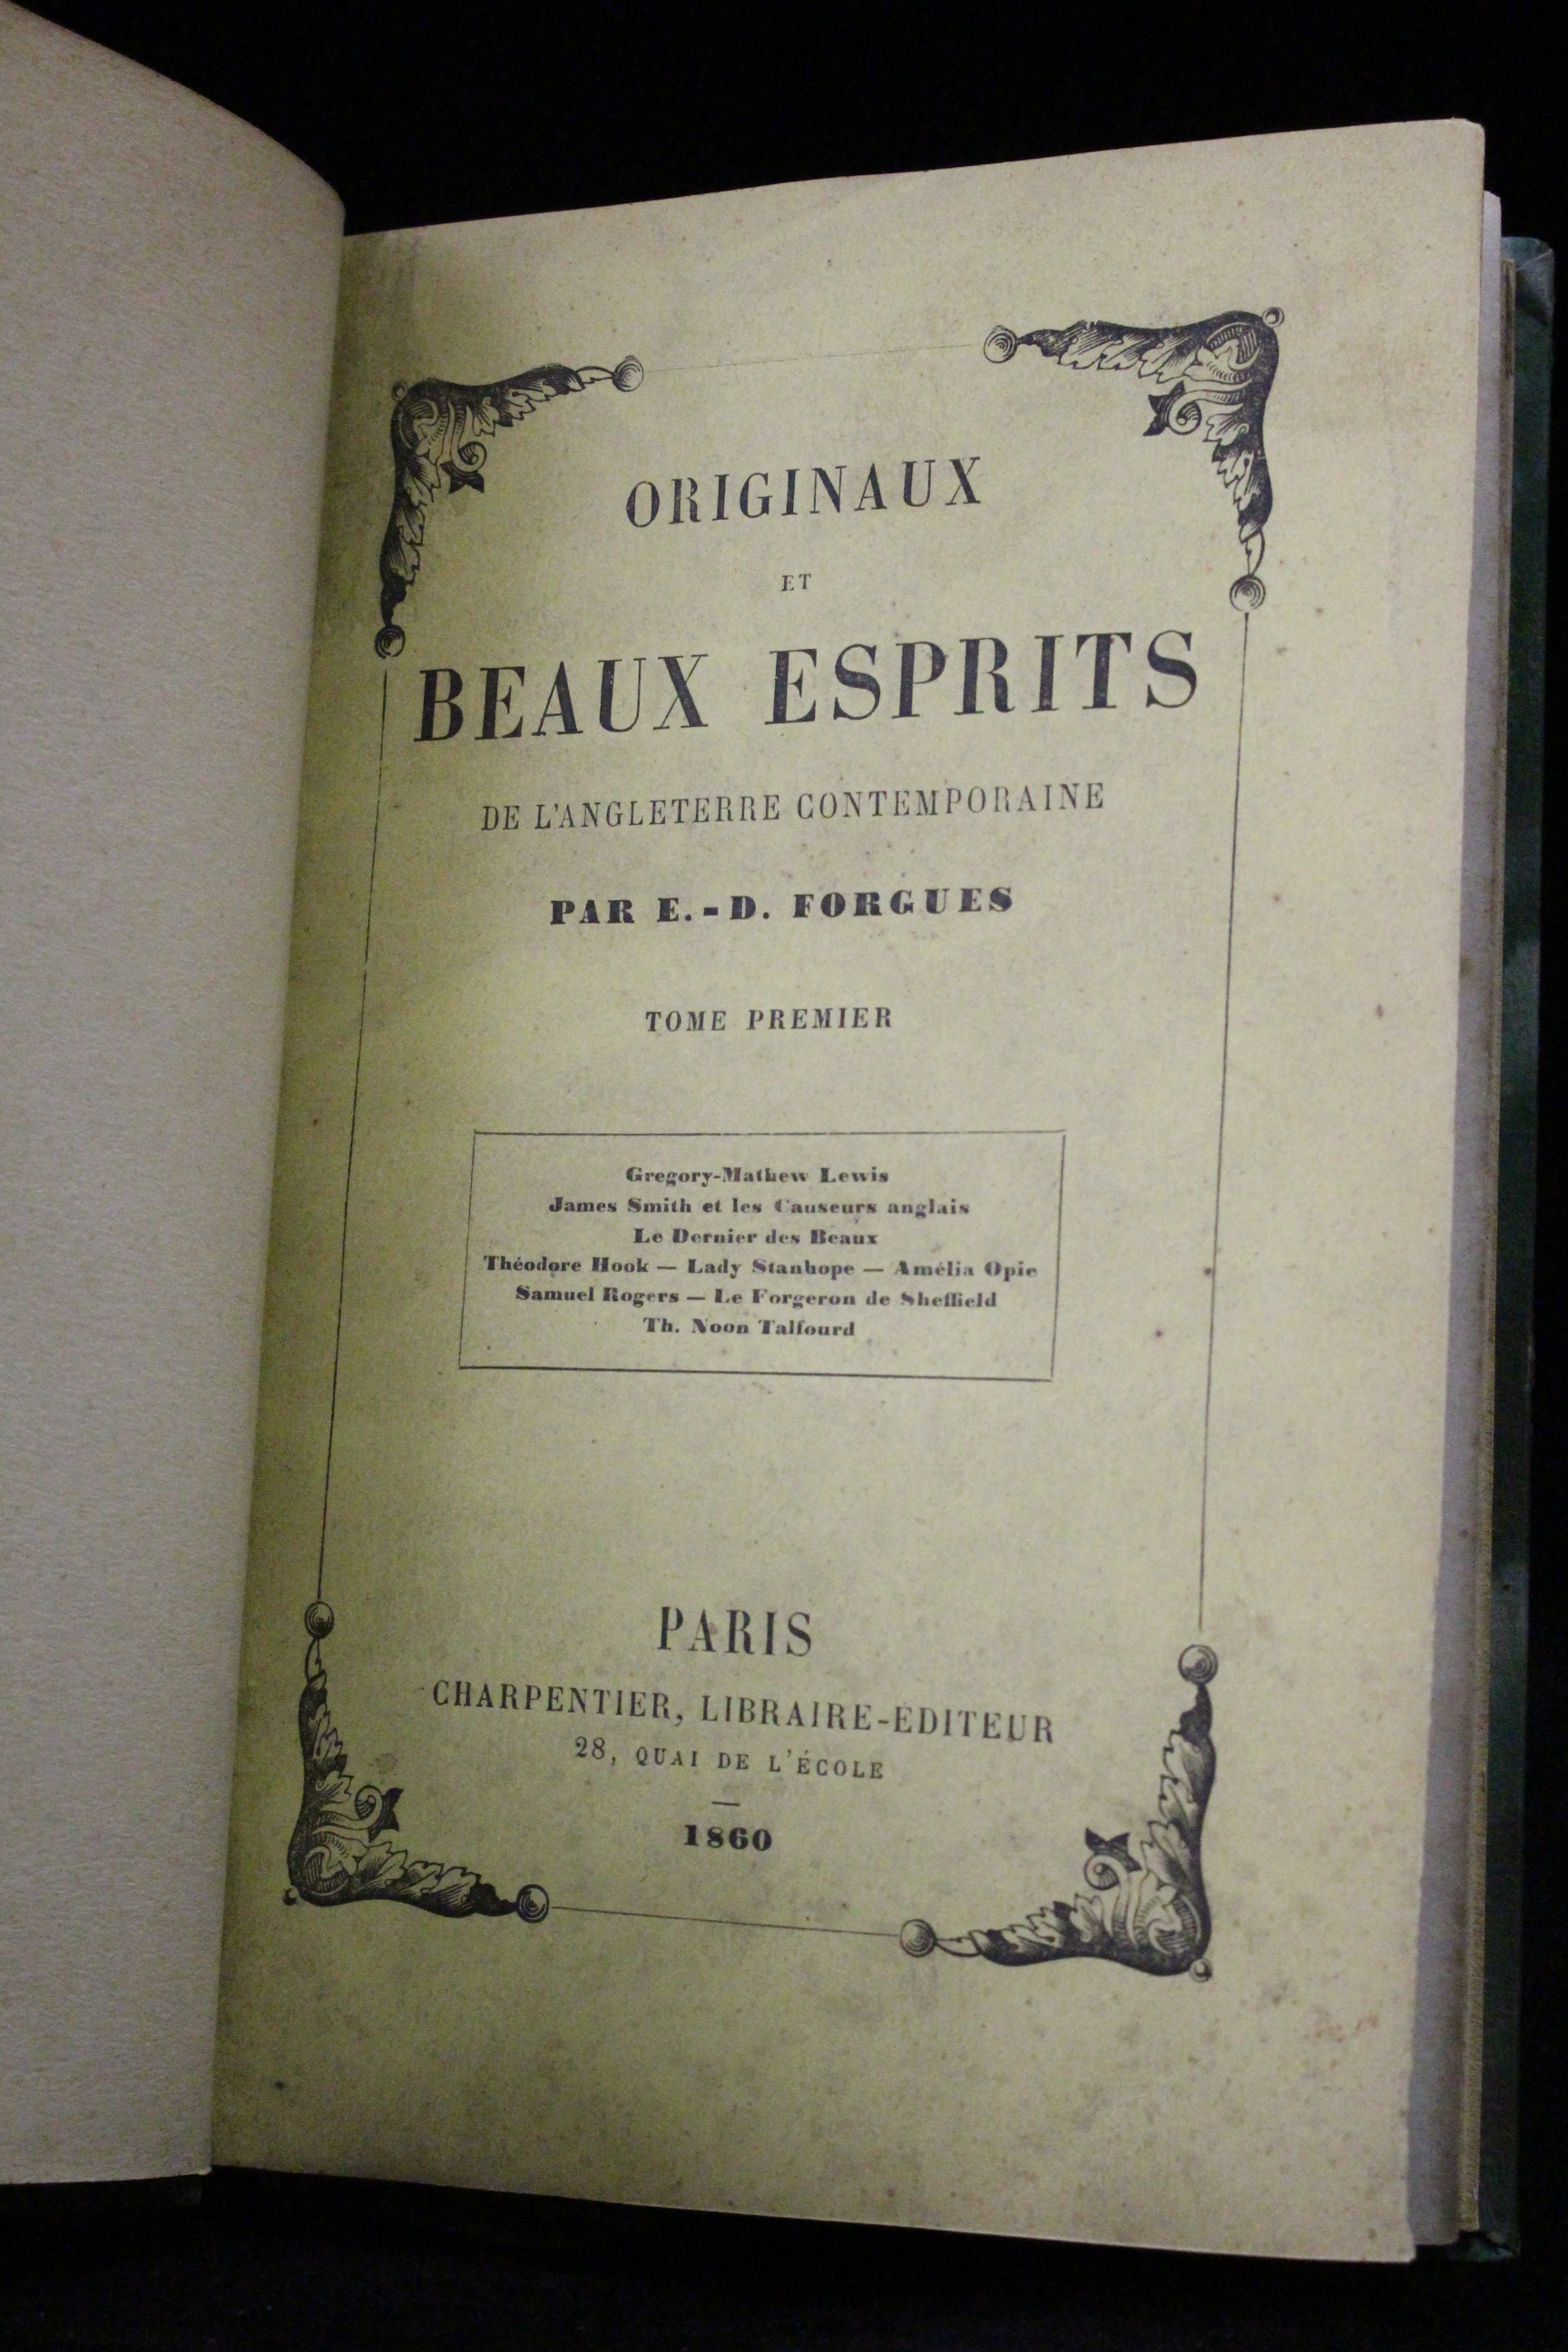 ORIGINAUX
ET
BEAUX ESPRITS
DE L'ANGLETERRE CONTEMPORAINE
PAR E.-D. FORGUES
TOME PREMIER
Gregory-Mathew Lewis
James Smith et les Causeurs anglais
Le Dernier des Beaux
Théodore Hook — Lady Stanhope — Amélia Opie
Samuel Rogers — Le Forgeron de Sheffield
Th. Noon Talfourd
PARIS
CHARPENTIER, LIBRAIRE-ÉDITEUR
28, QUAI DE L'ÉCOLE
1860